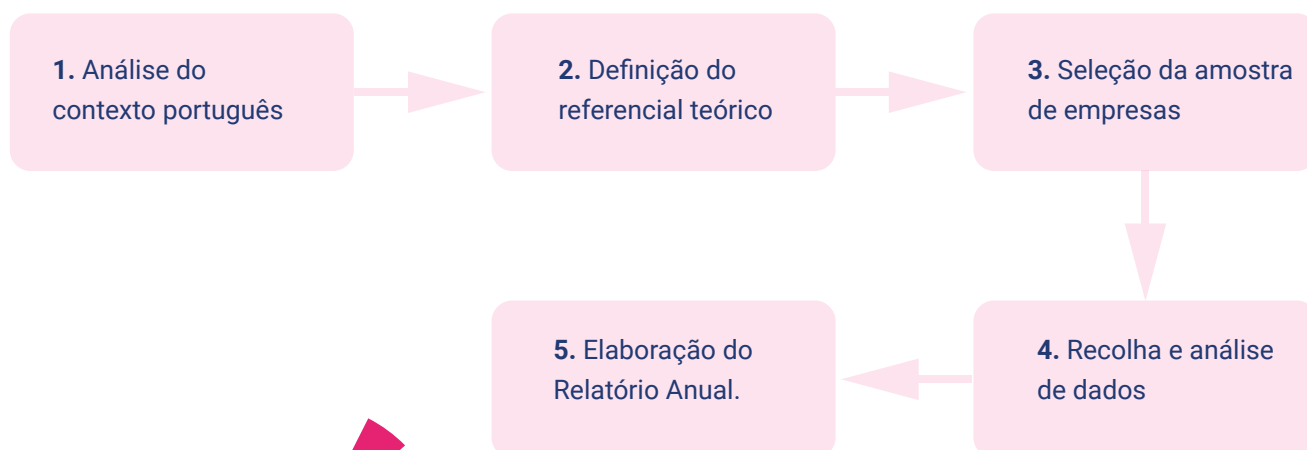 1. Análise do
contexto português
2. Definição do
referencial teórico
3. Seleção da amostra
de empresas
4. Recolha e análise
de dados
5. Elaboração do
Relatório Anual.